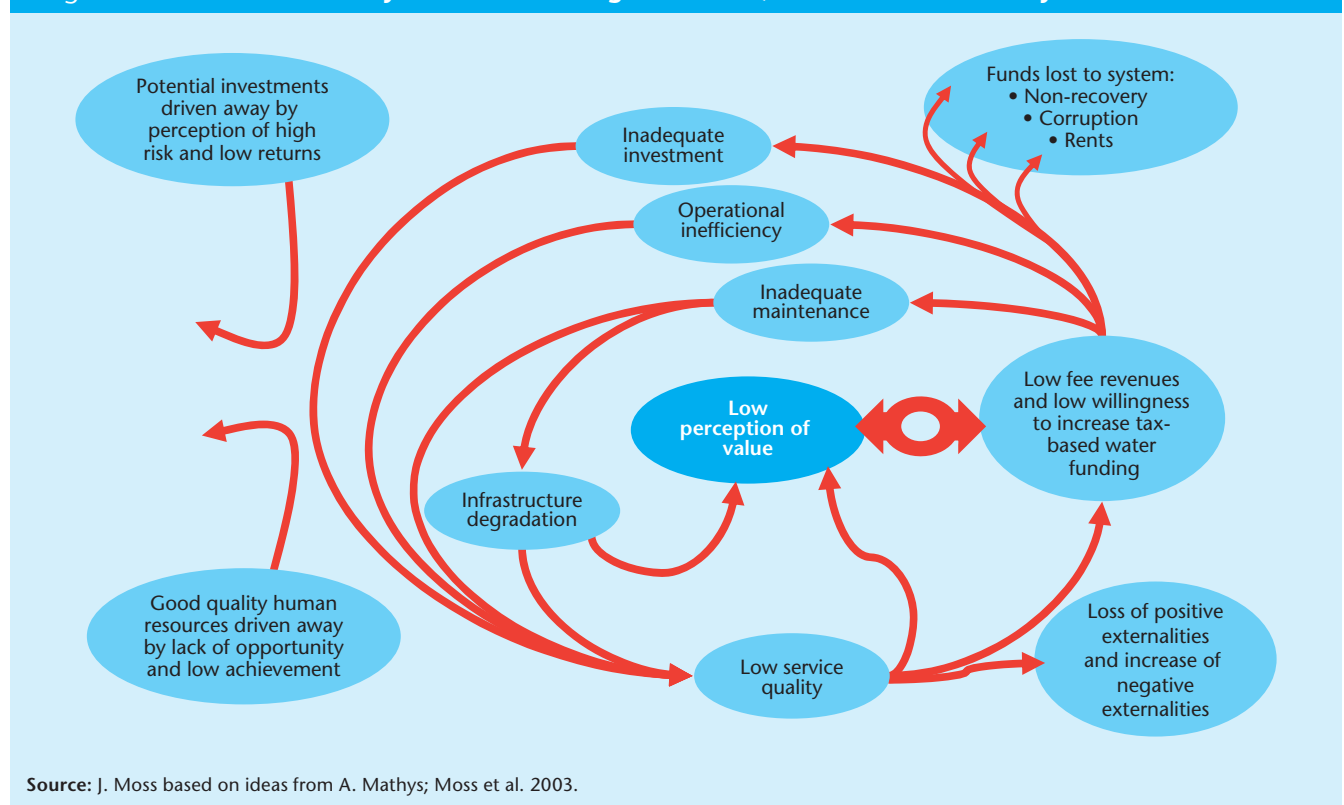 Potential investments
driven away by
perception of high
risk and low returns
Inadequate
investment
Funds lost to system:
• Non-recovery
• Corruption
• Rents
Operational
inefficiency
Inadequate
maintenance
Low
perception of
value
Low fee revenues
and low willingness
to increase tax-
based water
funding
Infrastructure
degradation
Good quality human
resources driven away
by lack of opportunity
and low achievement
Low service
quality
Loss of positive
externalities
and increase of
negative
externalities
Source: J. Moss based on ideas from A. Mathys; Moss et al. 2003.